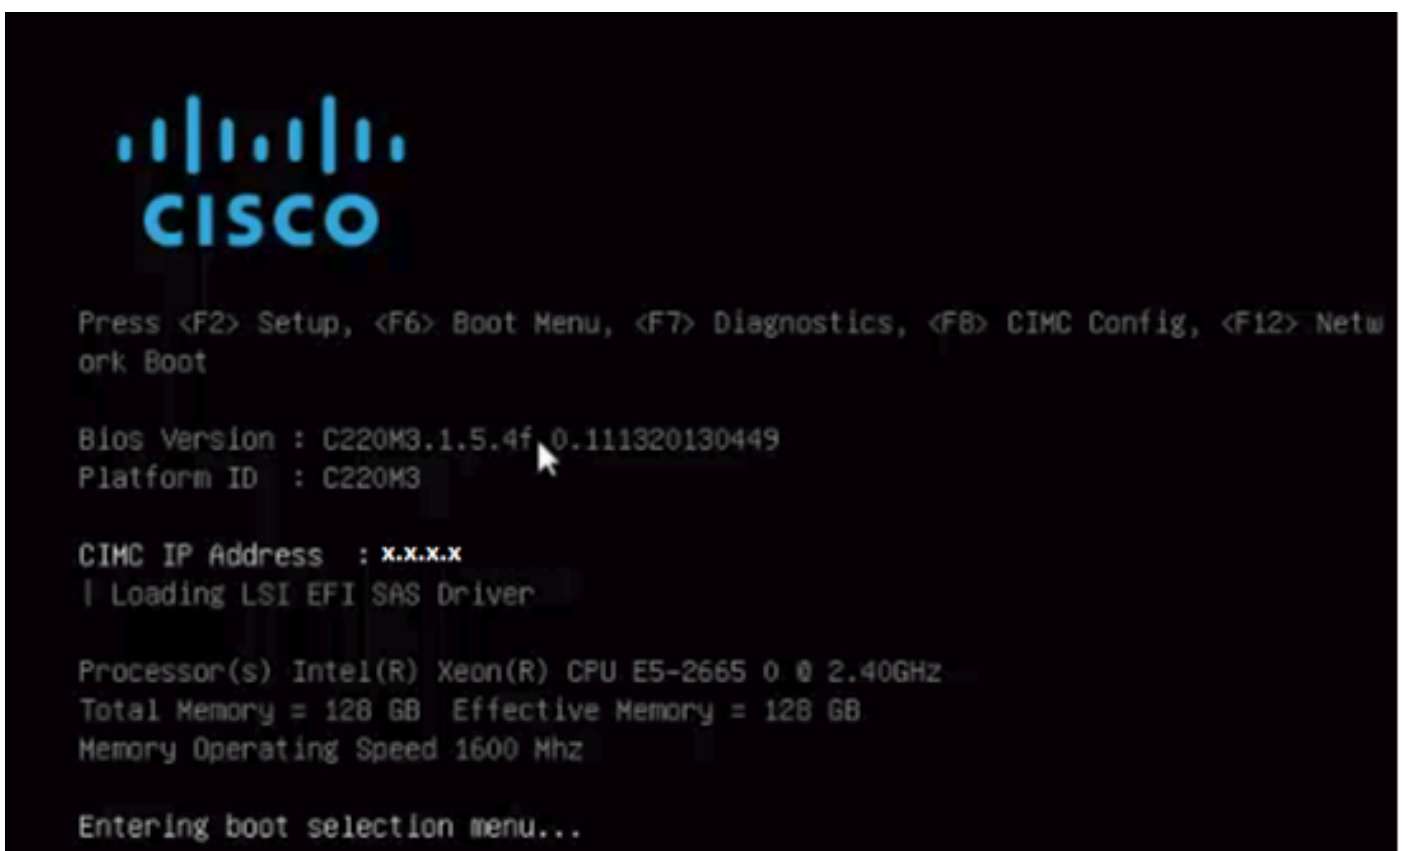 CISCO
Press <F2> Setup, <F6> Boot Menu, <F7> Diagnostics, <F8> CIMC Config, <F12> Netw
ork Boot
Bios Version : C220M3.1.5.4f.0.111320130449
Platform ID : C220M3
CIMC IP Address : x.x.x.x
| Loading LSI EFI SAS Driver
Processor(s) Intel(R) Xeon(R) CPU E5-2665 0 @ 2.40GHz
Total Memory = 128 GB Effective Memory = 128 GB
Memory Operating Speed 1600 Mhz
Entering boot selection menu...